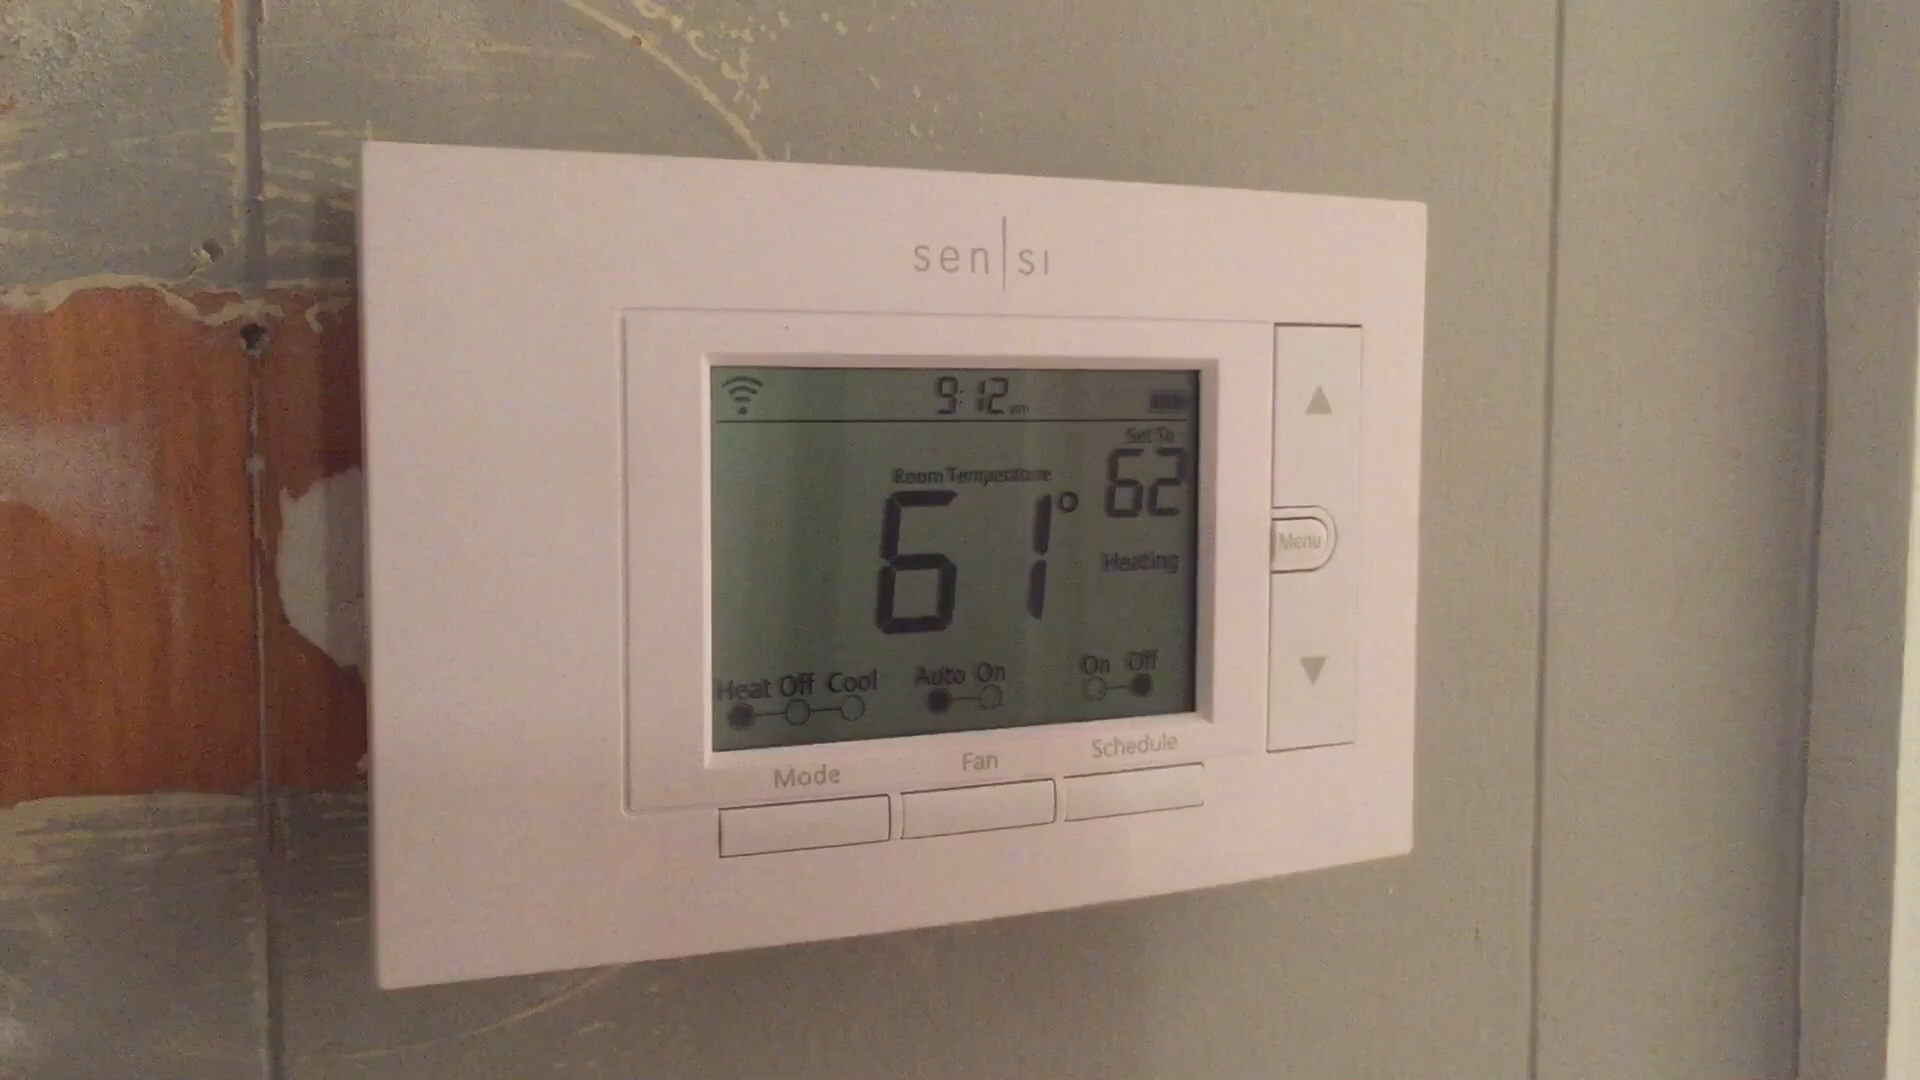 sen|si
9:12 pm
Set To
62
Room Temperature
61°
Heating
Menu
Heat Off Cool
Auto On
On Off
Mode
Fan
Schedule